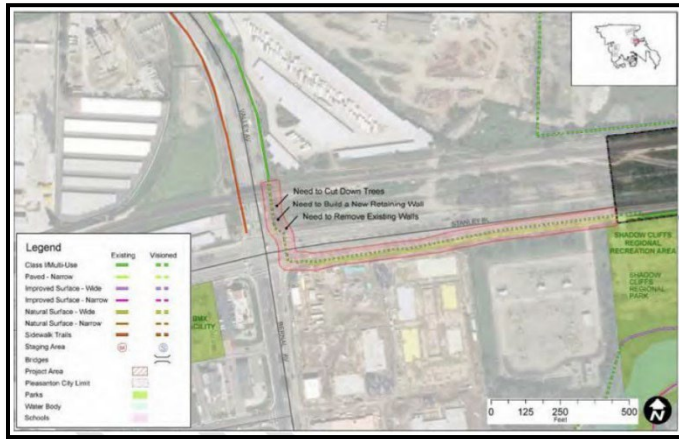 VALLEY AV
Need to Cut Down Trees
Need to Build a New Retaining Wall
Need to Remove Existing Walls
STANLEY BL
SHADOW CLIFFS
REGIONAL
RECREATION AREA
SHADOW
CLIFFS
REGIONAL
PARK
BMX
FACILITY
Legend
Existing Visioned
Class I/Multi-Use
Paved - Narrow
Improved Surface - Wide
Improved Surface - Narrow
Natural Surface - Wide
Natural Surface - Narrow
Sidewalk Trails
Staging Area
Bridges
Project Area
Pleasanton City Limit
Parks
Water Body
Schools
0 125 250 500
Feet
N